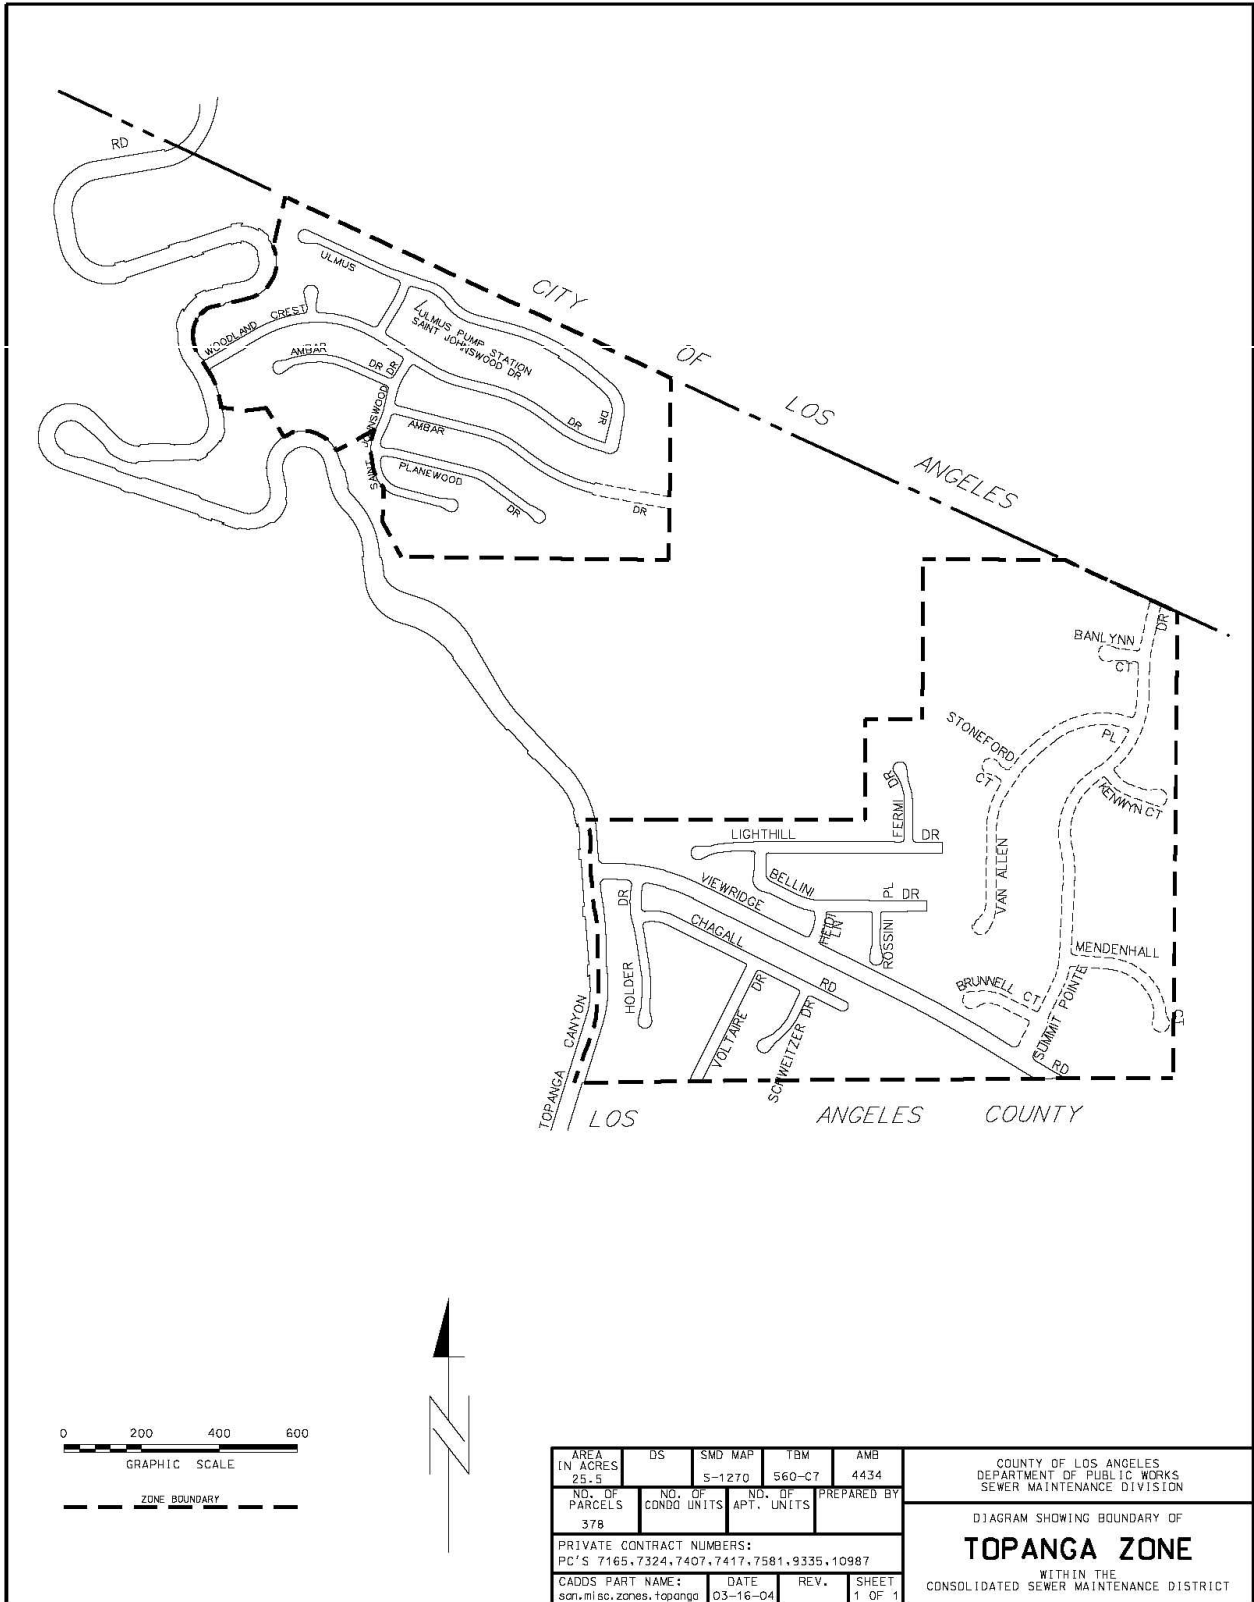 RD
CITY
OF
LOS
ANGELES
ULMUS
ULMUS PUMP STATION
SAINT JOHNSWOOD DR
WOODLAND CREST
DR
AMBAR
DR
DR
DR
SAINT JOHNSWOOD
AMBAR
DR
PLANEWOOD
DR
DR
BANLYNN
CT
STONEFORD
CT
PL
KENWYN CT
VAN ALLEN
FERMI DR
LIGHTHILL DR
BELLINI DR
VIEWRIDGE
RD
PL
ROSSINI
HEIDI
LN
CHAGALL
RD
DR
HOLDER
VOLTAIRE DR
SCHWEITZER DR
BRUNNELL CT
SUMMIT POINTE
MENDENHALL
CT
TOPANGA CANYON
LOS ANGELES COUNTY
0 200 400 600
GRAPHIC SCALE
ZONE BOUNDARY
AREA
IN ACRES
25.5
DS
SMD MAP
S-1270
TBM
560-C7
AMB
4434
NO. OF
PARCELS
378
NO. OF
CONDO UNITS
NO. OF
APT. UNITS
PREPARED BY
PRIVATE CONTRACT NUMBERS:
PC'S 7165,7324,7407,7417,7581,9335,10987
CADDS PART NAME:
san.misc.zones.topanga
DATE
03-16-04
REV.
SHEET
1 OF 1
COUNTY OF LOS ANGELES
DEPARTMENT OF PUBLIC WORKS
SEWER MAINTENANCE DIVISION
DIAGRAM SHOWING BOUNDARY OF
TOPANGA ZONE
WITHIN THE
CONSOLIDATED SEWER MAINTENANCE DISTRICT